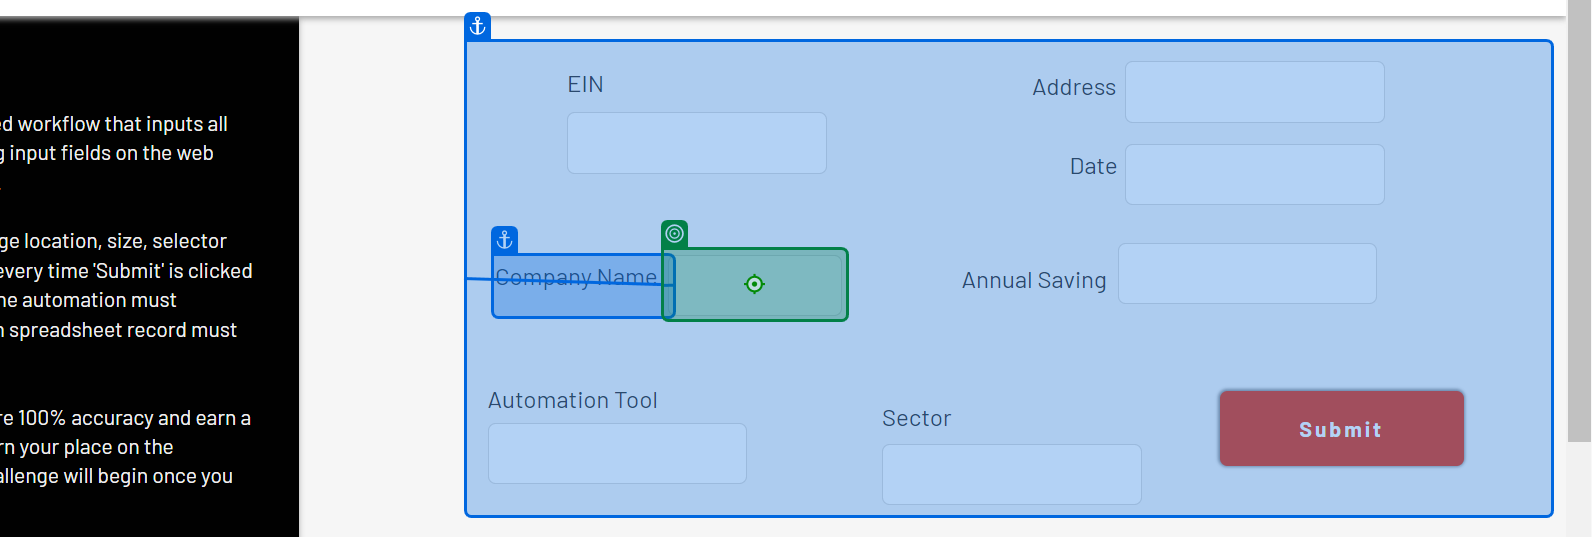 ed workflow that inputs all
g input fields on the web
ge location, size, selector
every time 'Submit' is clicked
he automation must
n spreadsheet record must
re 100% accuracy and earn a
rn your place on the
allenge will begin once you
EIN
Address
Date
Company Name
Annual Saving
Automation Tool
Sector
Submit